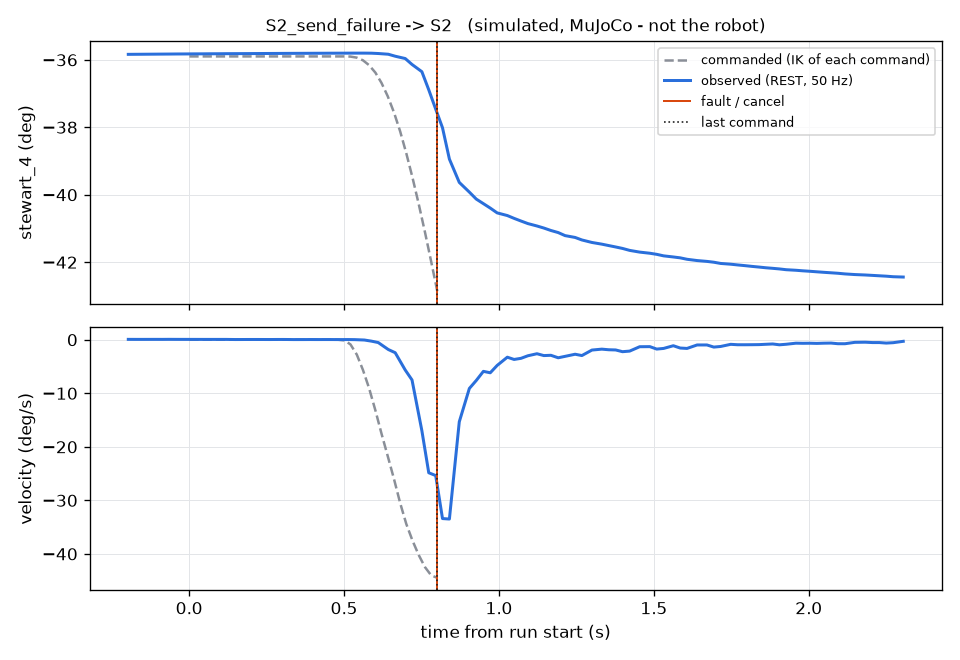 S2_send_failure -> S2   (simulated, MuJoCo - not the robot)
commanded (IK of each command)
observed (REST, 50 Hz)
fault / cancel
last command
stewart_4 (deg)
−36
−38
−40
−42
velocity (deg/s)
0
−10
−20
−30
−40
0.0
0.5
1.0
1.5
2.0
time from run start (s)